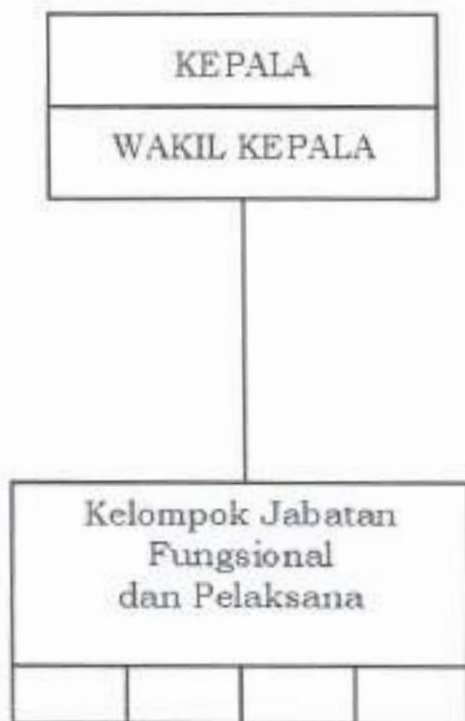 KEPALA
WAKIL KEPALA
Kelompok Jabatan
Fungsional
dan Pelaksana